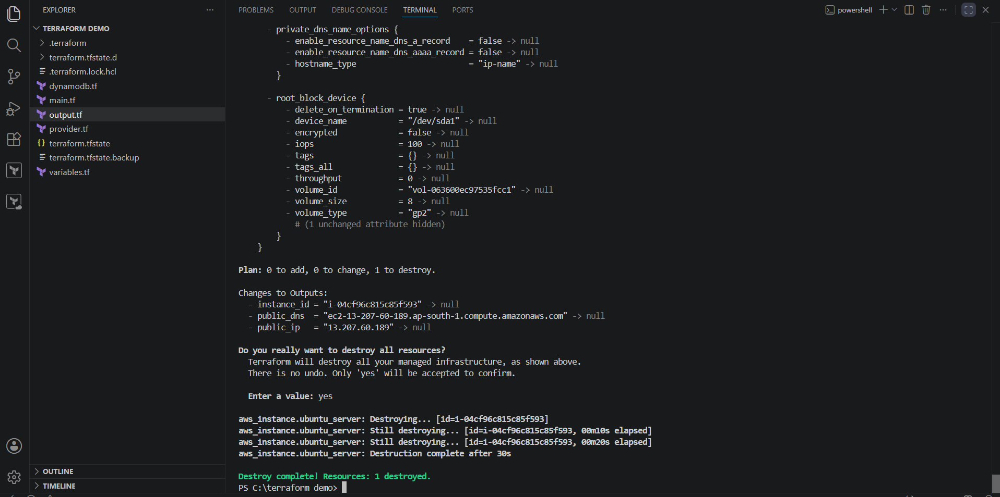 EXPLORER
TERRAFORM DEMO
.terraform
terraform.tfstate.d
.terraform.lock.hcl
dynamodb.tf
main.tf
output.tf
provider.tf
{} terraform.tfstate
terraform.tfstate.backup
variables.tf
OUTLINE
TIMELINE
PROBLEMS OUTPUT DEBUG CONSOLE TERMINAL PORTS
powershell
- private_dns_name_options {
- enable_resource_name_dns_a_record    = false -> null
- enable_resource_name_dns_aaaa_record = false -> null
- hostname_type                        = "ip-name" -> null
}
- root_block_device {
- delete_on_termination = true -> null
- device_name           = "/dev/sda1" -> null
- encrypted             = false -> null
- iops                  = 100 -> null
- tags                  = {} -> null
- tags_all              = {} -> null
- throughput            = 0 -> null
- volume_id             = "vol-063600ec97535fcc1" -> null
- volume_size           = 8 -> null
- volume_type           = "gp2" -> null
# (1 unchanged attribute hidden)
}
}
Plan: 0 to add, 0 to change, 1 to destroy.
Changes to Outputs:
- instance_id = "i-04cf96c815c85f593" -> null
- public_dns  = "ec2-13-207-60-189.ap-south-1.compute.amazonaws.com" -> null
- public_ip   = "13.207.60.189" -> null
Do you really want to destroy all resources?
Terraform will destroy all your managed infrastructure, as shown above.
There is no undo. Only 'yes' will be accepted to confirm.
Enter a value: yes
aws_instance.ubuntu_server: Destroying... [id=i-04cf96c815c85f593]
aws_instance.ubuntu_server: Still destroying... [id=i-04cf96c815c85f593, 00m10s elapsed]
aws_instance.ubuntu_server: Still destroying... [id=i-04cf96c815c85f593, 00m20s elapsed]
aws_instance.ubuntu_server: Destruction complete after 30s
Destroy complete! Resources: 1 destroyed.
PS C:\terraform demo>